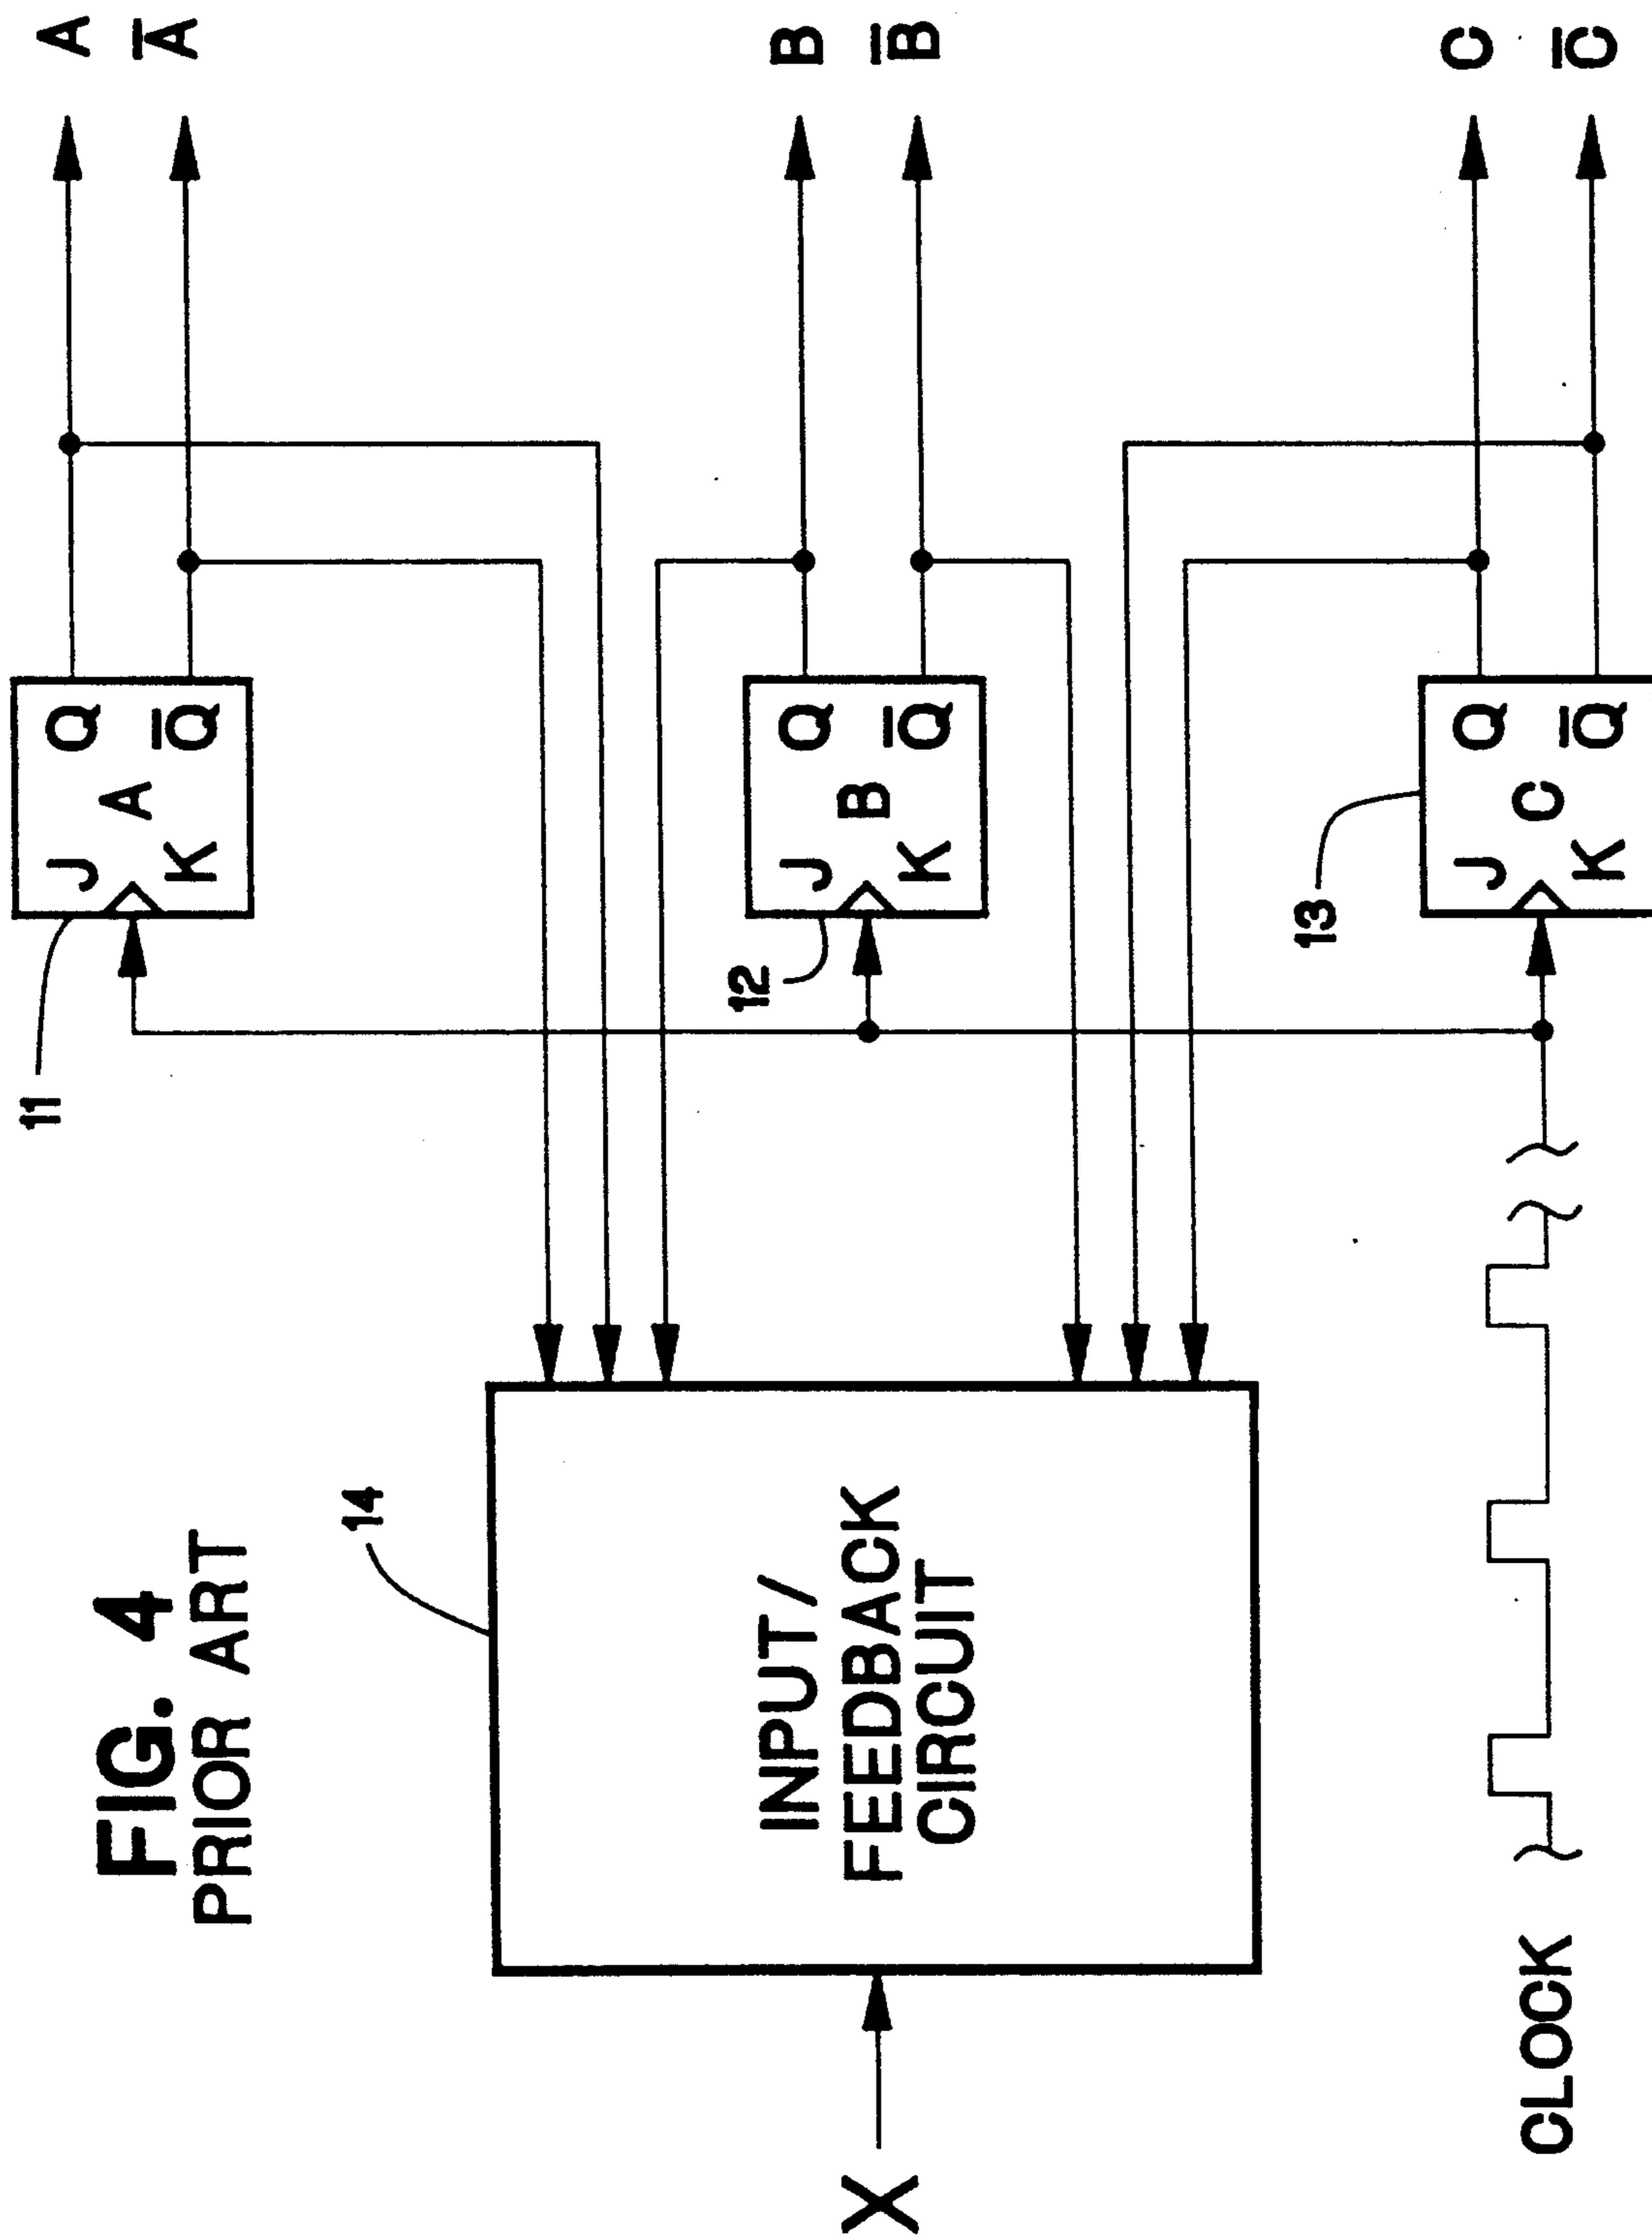 FIG. 4
PRIOR ART
14
INPUT /
FEEDBACK
CIRCUIT
X
CLOCK
11
J Q
A
K Q̅
A
A̅
12
J Q
B
K Q̅
B
B̅
13
J Q
C
K Q̅
C
C̅